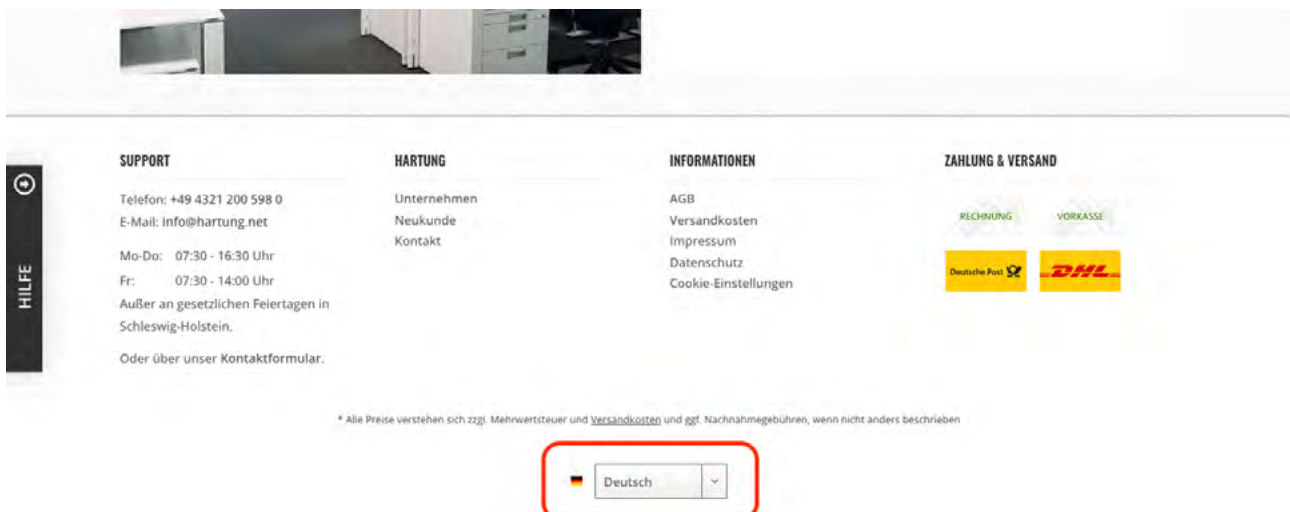 HILFE
SUPPORT
Telefon: +49 4321 200 598 0
E-Mail: info@hartung.net
Mo-Do: 07:30 - 16:30 Uhr
Fr: 07:30 - 14:00 Uhr
Außer an gesetzlichen Feiertagen in
Schleswig-Holstein.
Oder über unser Kontaktformular.
HARTUNG
Unternehmen
Neukunde
Kontakt
INFORMATIONEN
AGB
Versandkosten
Impressum
Datenschutz
Cookie-Einstellungen
ZAHLUNG & VERSAND
RECHNUNG VORKASSE
Deutsche Post DHL
* Alle Preise verstehen sich zzgl. Mehrwertsteuer und Versandkosten und ggf. Nachnahmegebühren, wenn nicht anders beschrieben
Deutsch